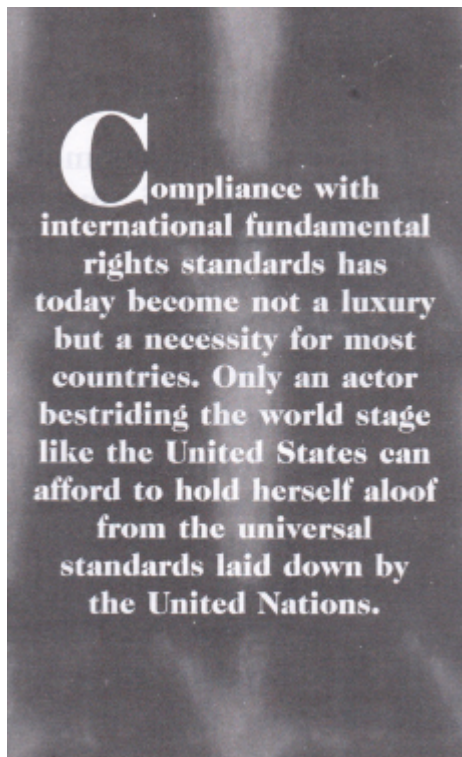 Compliance with
international fundamental
rights standards has
today become not a luxury
but a necessity for most
countries. Only an actor
bestriding the world stage
like the United States can
afford to hold herself aloof
from the universal
standards laid down by
the United Nations.